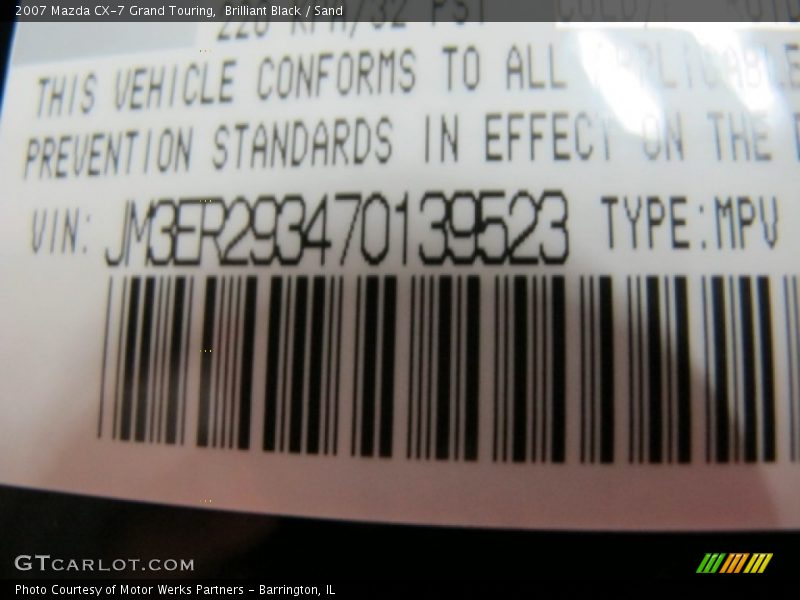 2007 Mazda CX-7 Grand Touring, Brilliant Black / Sand
THIS VEHICLE CONFORMS TO ALL APPLICABLE
PREVENTION STANDARDS IN EFFECT ON THE
VIN: JM3ER293470139523 TYPE:MPV
GTCARLOT.COM
Photo Courtesy of Motor Werks Partners - Barrington, IL